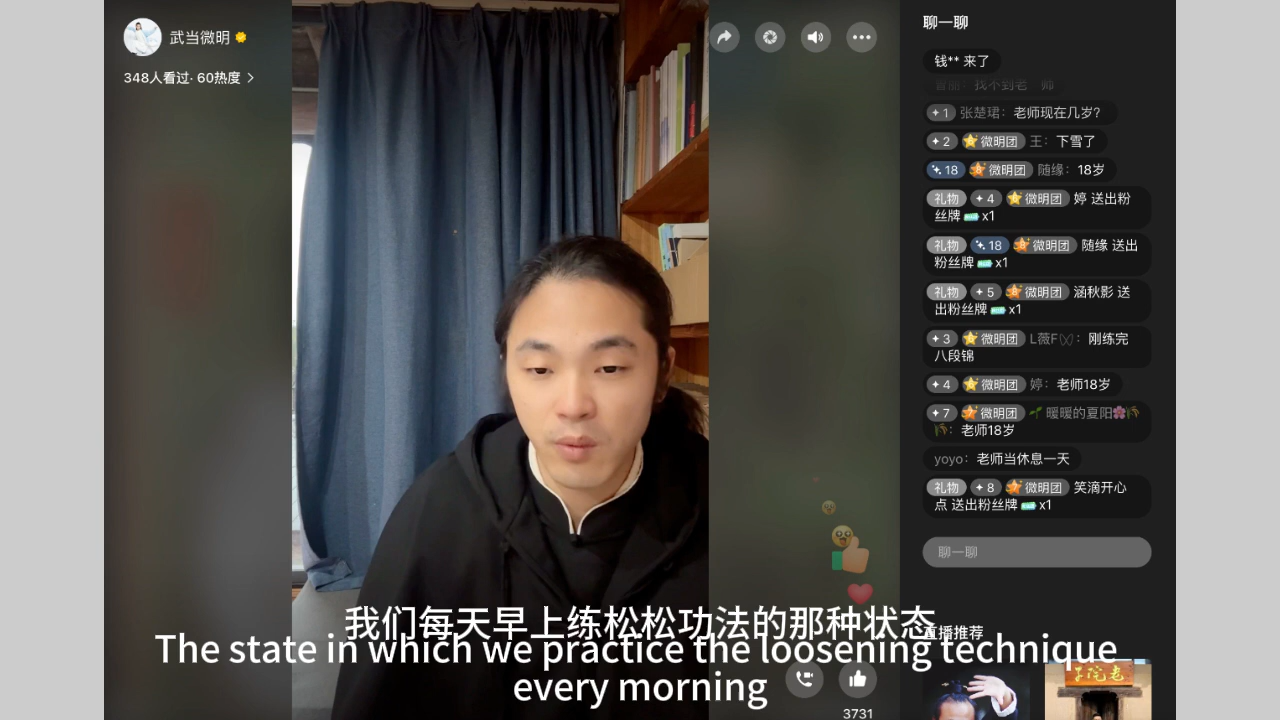 武当微明
348人看过· 60热度
聊一聊
钱** 来了
曹丽：找不到老 师
1 张楚珺：老师现在几岁？
2 微明团 王：下雪了
18 微明团 随缘：18岁
礼物 4 微明团 婷 送出粉
丝牌 x1
礼物 18 微明团 随缘 送出
粉丝牌 x1
礼物 5 微明团 涵秋影 送
出粉丝牌 x1
3 微明团 L薇F：刚练完
八段锦
4 微明团 婷：老师18岁
7 微明团 暖暖的夏阳
：老师18岁
yoyo：老师当休息一天
礼物 8 微明团 笑滴开心
点 送出粉丝牌 x1
聊一聊
直播推荐
我们每天早上练松松功法的那种状态
The state in which we practice the loosening technique
every morning
3731